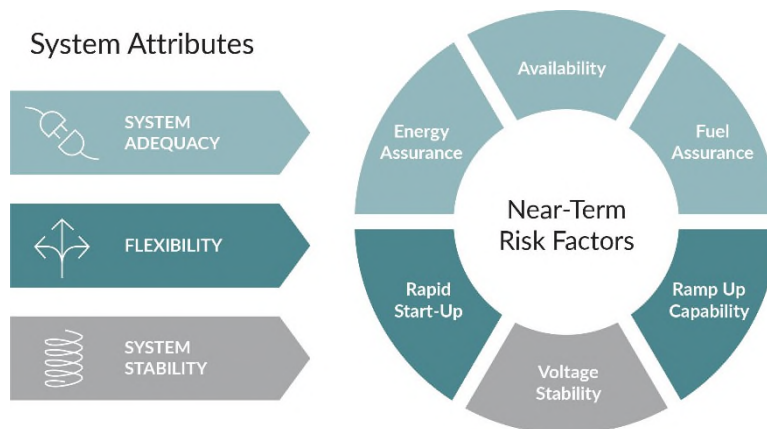 System Attributes
SYSTEM
ADEQUACY
FLEXIBILITY
SYSTEM
STABILITY
Availability
Energy
Assurance
Fuel
Assurance
Near-Term
Risk Factors
Rapid
Start-Up
Ramp Up
Capability
Voltage
Stability